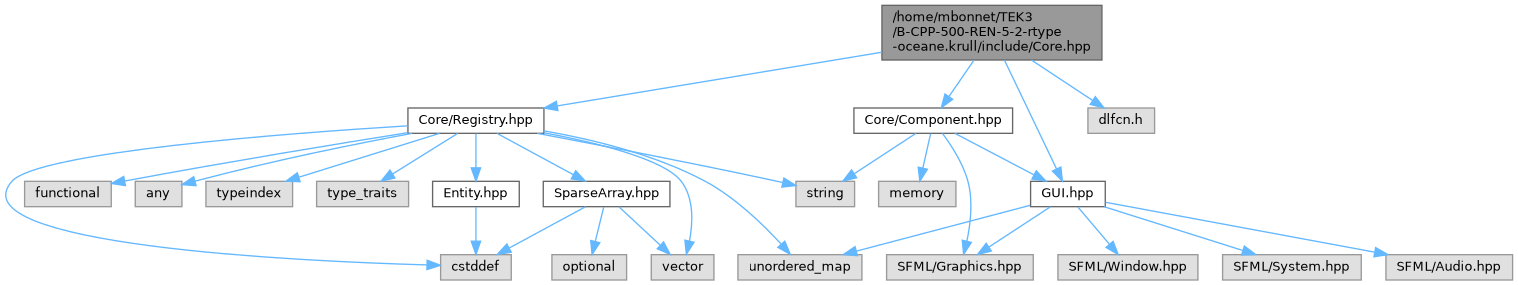 /home/mbonnet/TEK3
/B-CPP-500-REN-5-2-rtype
-oceane.krull/include/Core.hpp
Core/Registry.hpp
Core/Component.hpp
dlfcn.h
functional
any
typeindex
type_traits
Entity.hpp
SparseArray.hpp
string
memory
GUI.hpp
cstddef
optional
vector
unordered_map
SFML/Graphics.hpp
SFML/Window.hpp
SFML/System.hpp
SFML/Audio.hpp